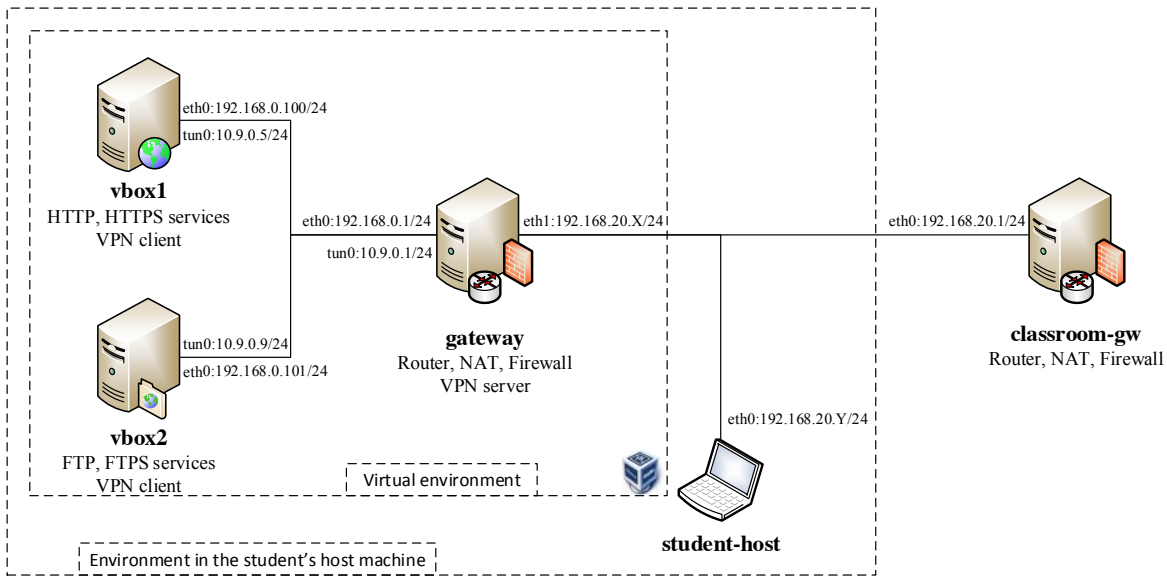 eth0:192.168.0.100/24
tun0:10.9.0.5/24
vbox1
HTTP, HTTPS services
VPN client
eth0:192.168.0.1/24
tun0:10.9.0.1/24
eth1:192.168.20.X/24
gateway
Router, NAT, Firewall
VPN server
eth0:192.168.20.1/24
classroom-gw
Router, NAT, Firewall
tun0:10.9.0.9/24
eth0:192.168.0.101/24
vbox2
FTP, FTPS services
VPN client
Virtual environment
eth0:192.168.20.Y/24
student-host
Environment in the student's host machine